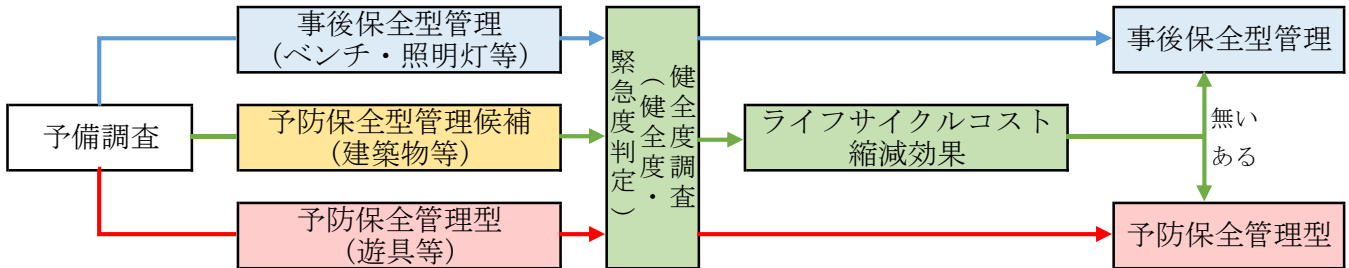 予備調査
事後保全型管理
(ベンチ・照明灯等)
予防保全型管理候補
(建築物等)
予防保全管理型
(遊具等)
健全度調査
(健全度・
緊急度判定)
ライフサイクルコスト
縮減効果
事後保全型管理
無い
ある
予防保全管理型